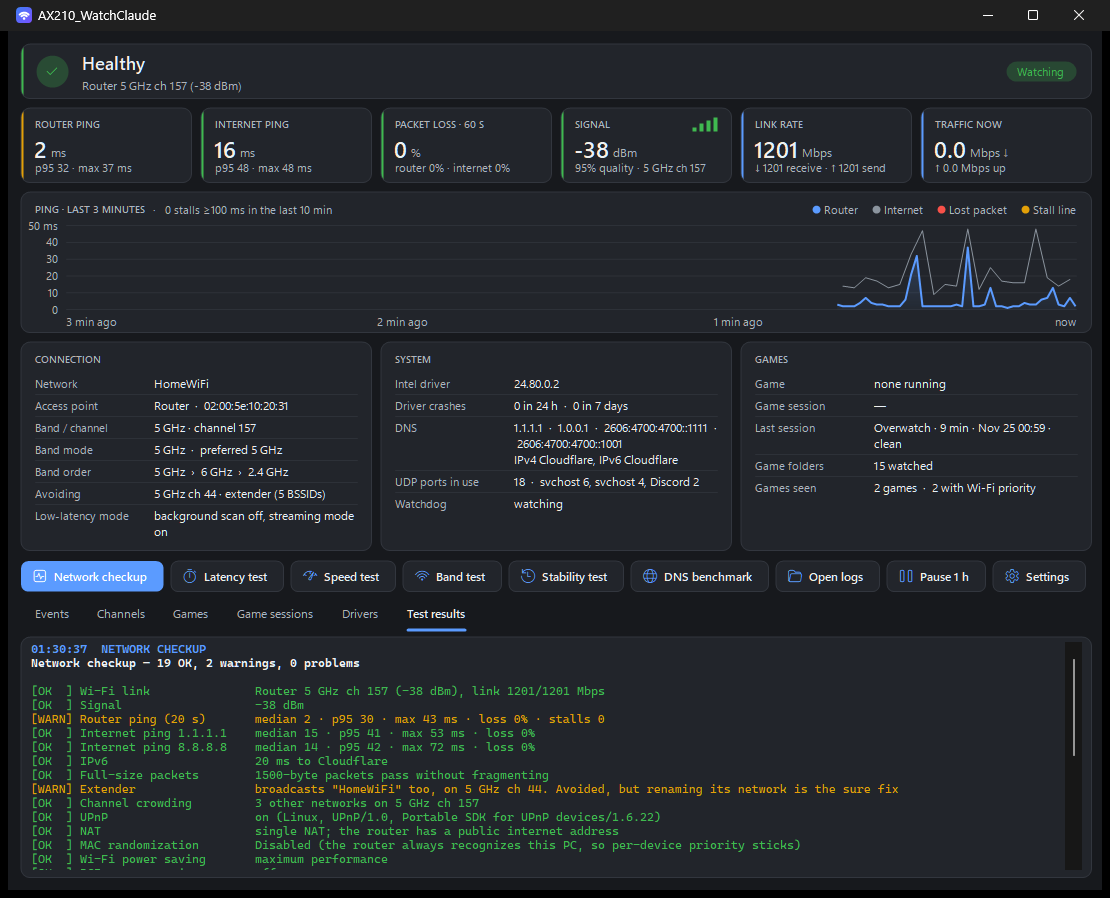 AX210_WatchClaude
Healthy
Router 5 GHz ch 157 (-38 dBm)
Watching
ROUTER PING
2 ms
p95 32 · max 37 ms
INTERNET PING
16 ms
p95 48 · max 48 ms
PACKET LOSS · 60 S
0 %
router 0% · internet 0%
SIGNAL
-38 dBm
95% quality · 5 GHz ch 157
LINK RATE
1201 Mbps
↓1201 receive · ↑1201 send
TRAFFIC NOW
0.0 Mbps ↓
↑ 0.0 Mbps up
PING · LAST 3 MINUTES · 0 stalls ≥100 ms in the last 10 min
Router Internet Lost packet Stall line
50 ms
40
30
20
10
0
3 min ago 2 min ago 1 min ago now
CONNECTION
Network HomeWiFi
Access point Router · 02:00:5e:10:20:31
Band / channel 5 GHz · channel 157
Band mode 5 GHz · preferred 5 GHz
Band order 5 GHz › 6 GHz › 2.4 GHz
Avoiding 5 GHz ch 44 · extender (5 BSSIDs)
Low-latency mode background scan off, streaming mode
on
SYSTEM
Intel driver 24.80.0.2
Driver crashes 0 in 24 h · 0 in 7 days
DNS 1.1.1.1 · 1.0.0.1 · 2606:4700:4700::1111 ·
2606:4700:4700::1001
IPv4 Cloudflare, IPv6 Cloudflare
UDP ports in use 18 · svchost 6, svchost 4, Discord 2
Watchdog watching
GAMES
Game none running
Game session —
Last session Overwatch · 9 min · Nov 25 00:59 ·
clean
Game folders 15 watched
Games seen 2 games · 2 with Wi-Fi priority
Network checkup Latency test Speed test Band test Stability test DNS benchmark Open logs Pause 1 h Settings
Events Channels Games Game sessions Drivers Test results
01:30:37 NETWORK CHECKUP
Network checkup — 19 OK, 2 warnings, 0 problems
[OK ] Wi-Fi link Router 5 GHz ch 157 (-38 dBm), link 1201/1201 Mbps
[OK ] Signal -38 dBm
[WARN] Router ping (20 s) median 2 · p95 30 · max 43 ms · loss 0% · stalls 0
[OK ] Internet ping 1.1.1.1 median 15 · p95 41 · max 53 ms · loss 0%
[OK ] Internet ping 8.8.8.8 median 14 · p95 42 · max 72 ms · loss 0%
[OK ] IPv6 20 ms to Cloudflare
[OK ] Full-size packets 1500-byte packets pass without fragmenting
[WARN] Extender broadcasts "HomeWiFi" too, on 5 GHz ch 44. Avoided, but renaming its network is the sure fix
[OK ] Channel crowding 3 other networks on 5 GHz ch 157
[OK ] UPnP on (Linux, UPnP/1.0, Portable SDK for UPnP devices/1.6.22)
[OK ] NAT single NAT; the router has a public internet address
[OK ] MAC randomization Disabled (the router always recognizes this PC, so per-device priority sticks)
[OK ] Wi-Fi power saving maximum performance